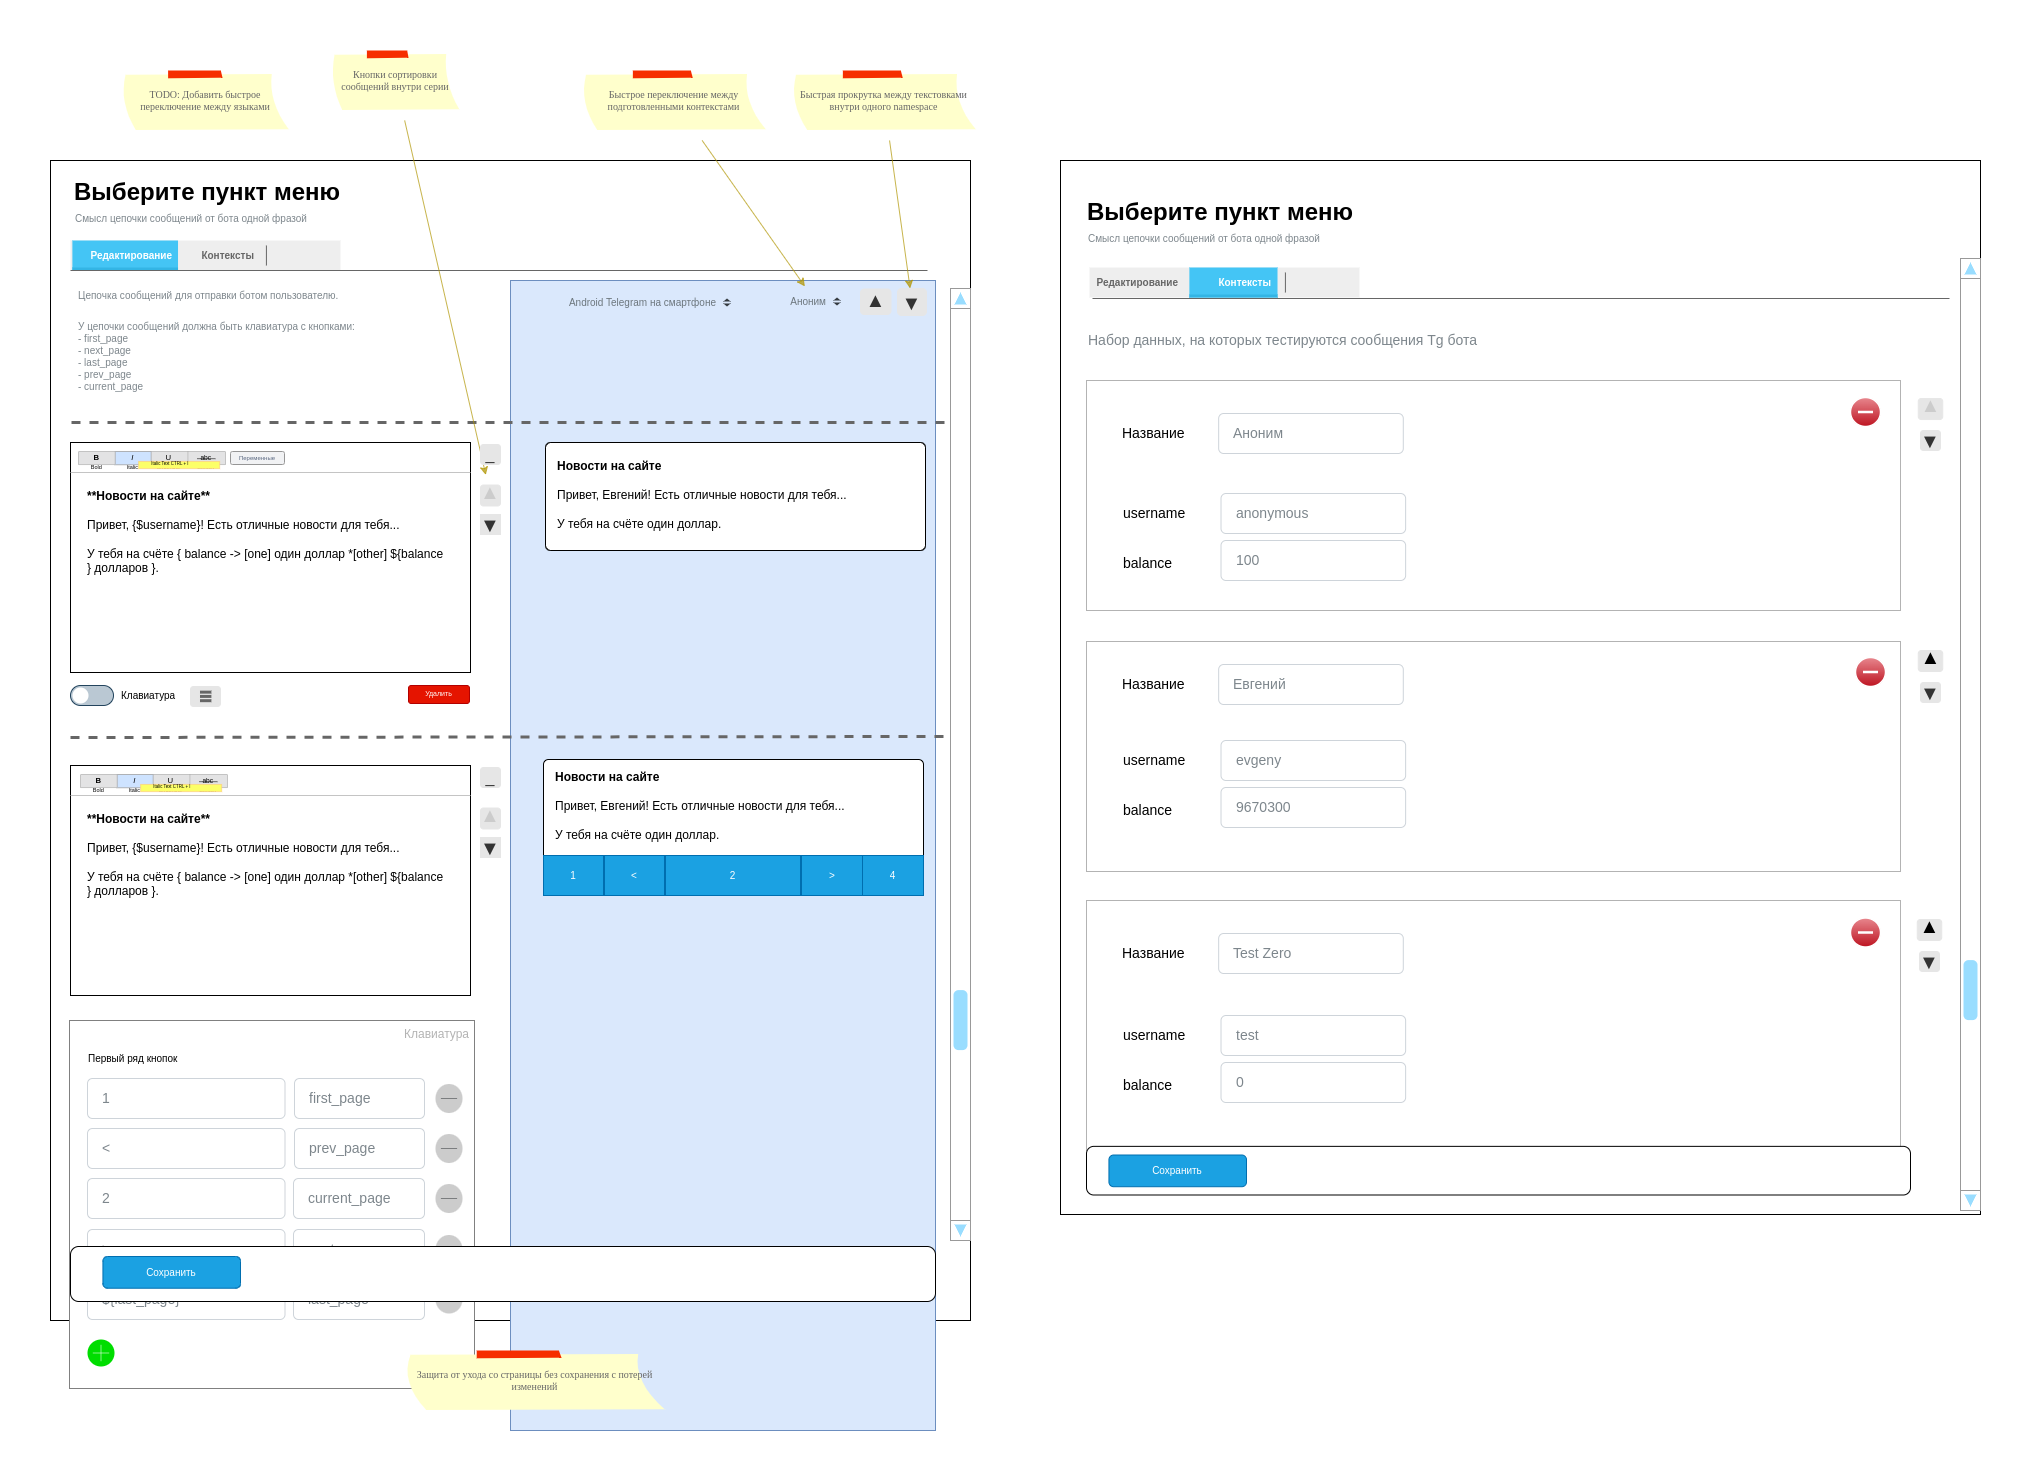 TODO: Добавить быстрое
переключение между языками
Кнопки сортировки
сообщений внутри серии
Быстрое переключение между
подготовленными контекстами
Быстрая прокрутка между текстовками
внутри одного namespace
Выберите пункт меню
Смысл цепочки сообщений от бота одной фразой
Редактирование
Контексты
Цепочка сообщений для отправки ботом пользователю.
У цепочки сообщений должна быть клавиатура с кнопками:
- first_page
- next_page
- last_page
- prev_page
- current_page
Android Telegram на смартфоне
Аноним
B
I
U
abc
Переменные
Bold
Italic
Italic Text CTRL + I
**Новости на сайте**
Привет, {$username}! Есть отличные новости для тебя...
У тебя на счёте { balance -> [one] один доллар *[other] ${balance
} долларов }.
Клавиатура
Удалить
Новости на сайте
Привет, Евгений! Есть отличные новости для тебя...
У тебя на счёте один доллар.
B
I
U
abc
Bold
Italic
Italic Text CTRL + I
**Новости на сайте**
Привет, {$username}! Есть отличные новости для тебя...
У тебя на счёте { balance -> [one] один доллар *[other] ${balance
} долларов }.
Новости на сайте
Привет, Евгений! Есть отличные новости для тебя...
У тебя на счёте один доллар.
1
<
2
>
4
Клавиатура
Первый ряд кнопок
1
first_page
<
prev_page
2
current_page
Сохранить
${last_page}
last_page
Защита от ухода со страницы без сохранения с потерей
изменений
Выберите пункт меню
Смысл цепочки сообщений от бота одной фразой
Редактирование
Контексты
Набор данных, на которых тестируются сообщения Tg бота
Название
Аноним
username
anonymous
balance
100
Название
Евгений
username
evgeny
balance
9670300
Название
Test Zero
username
test
balance
0
Сохранить